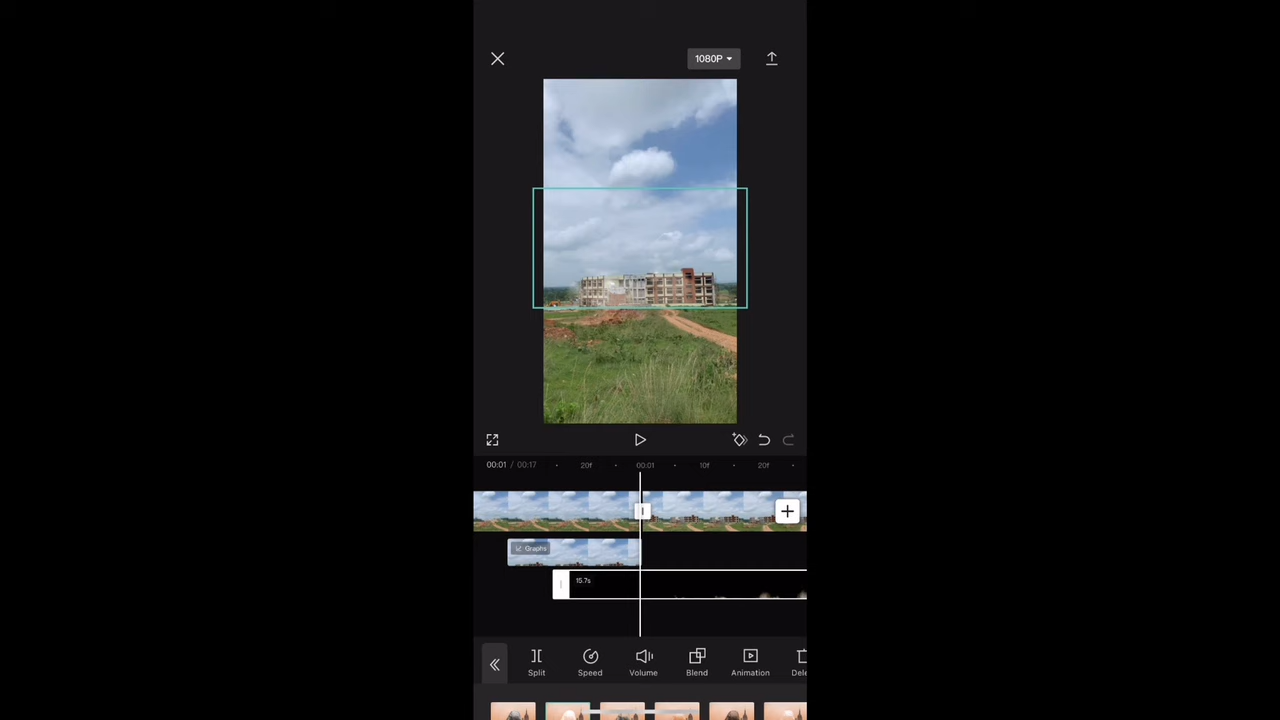 1080P
00:01 / 00:17 20f 00:01 10f 20f
Graphs
15.7s
Split Speed Volume Blend Animation Dele